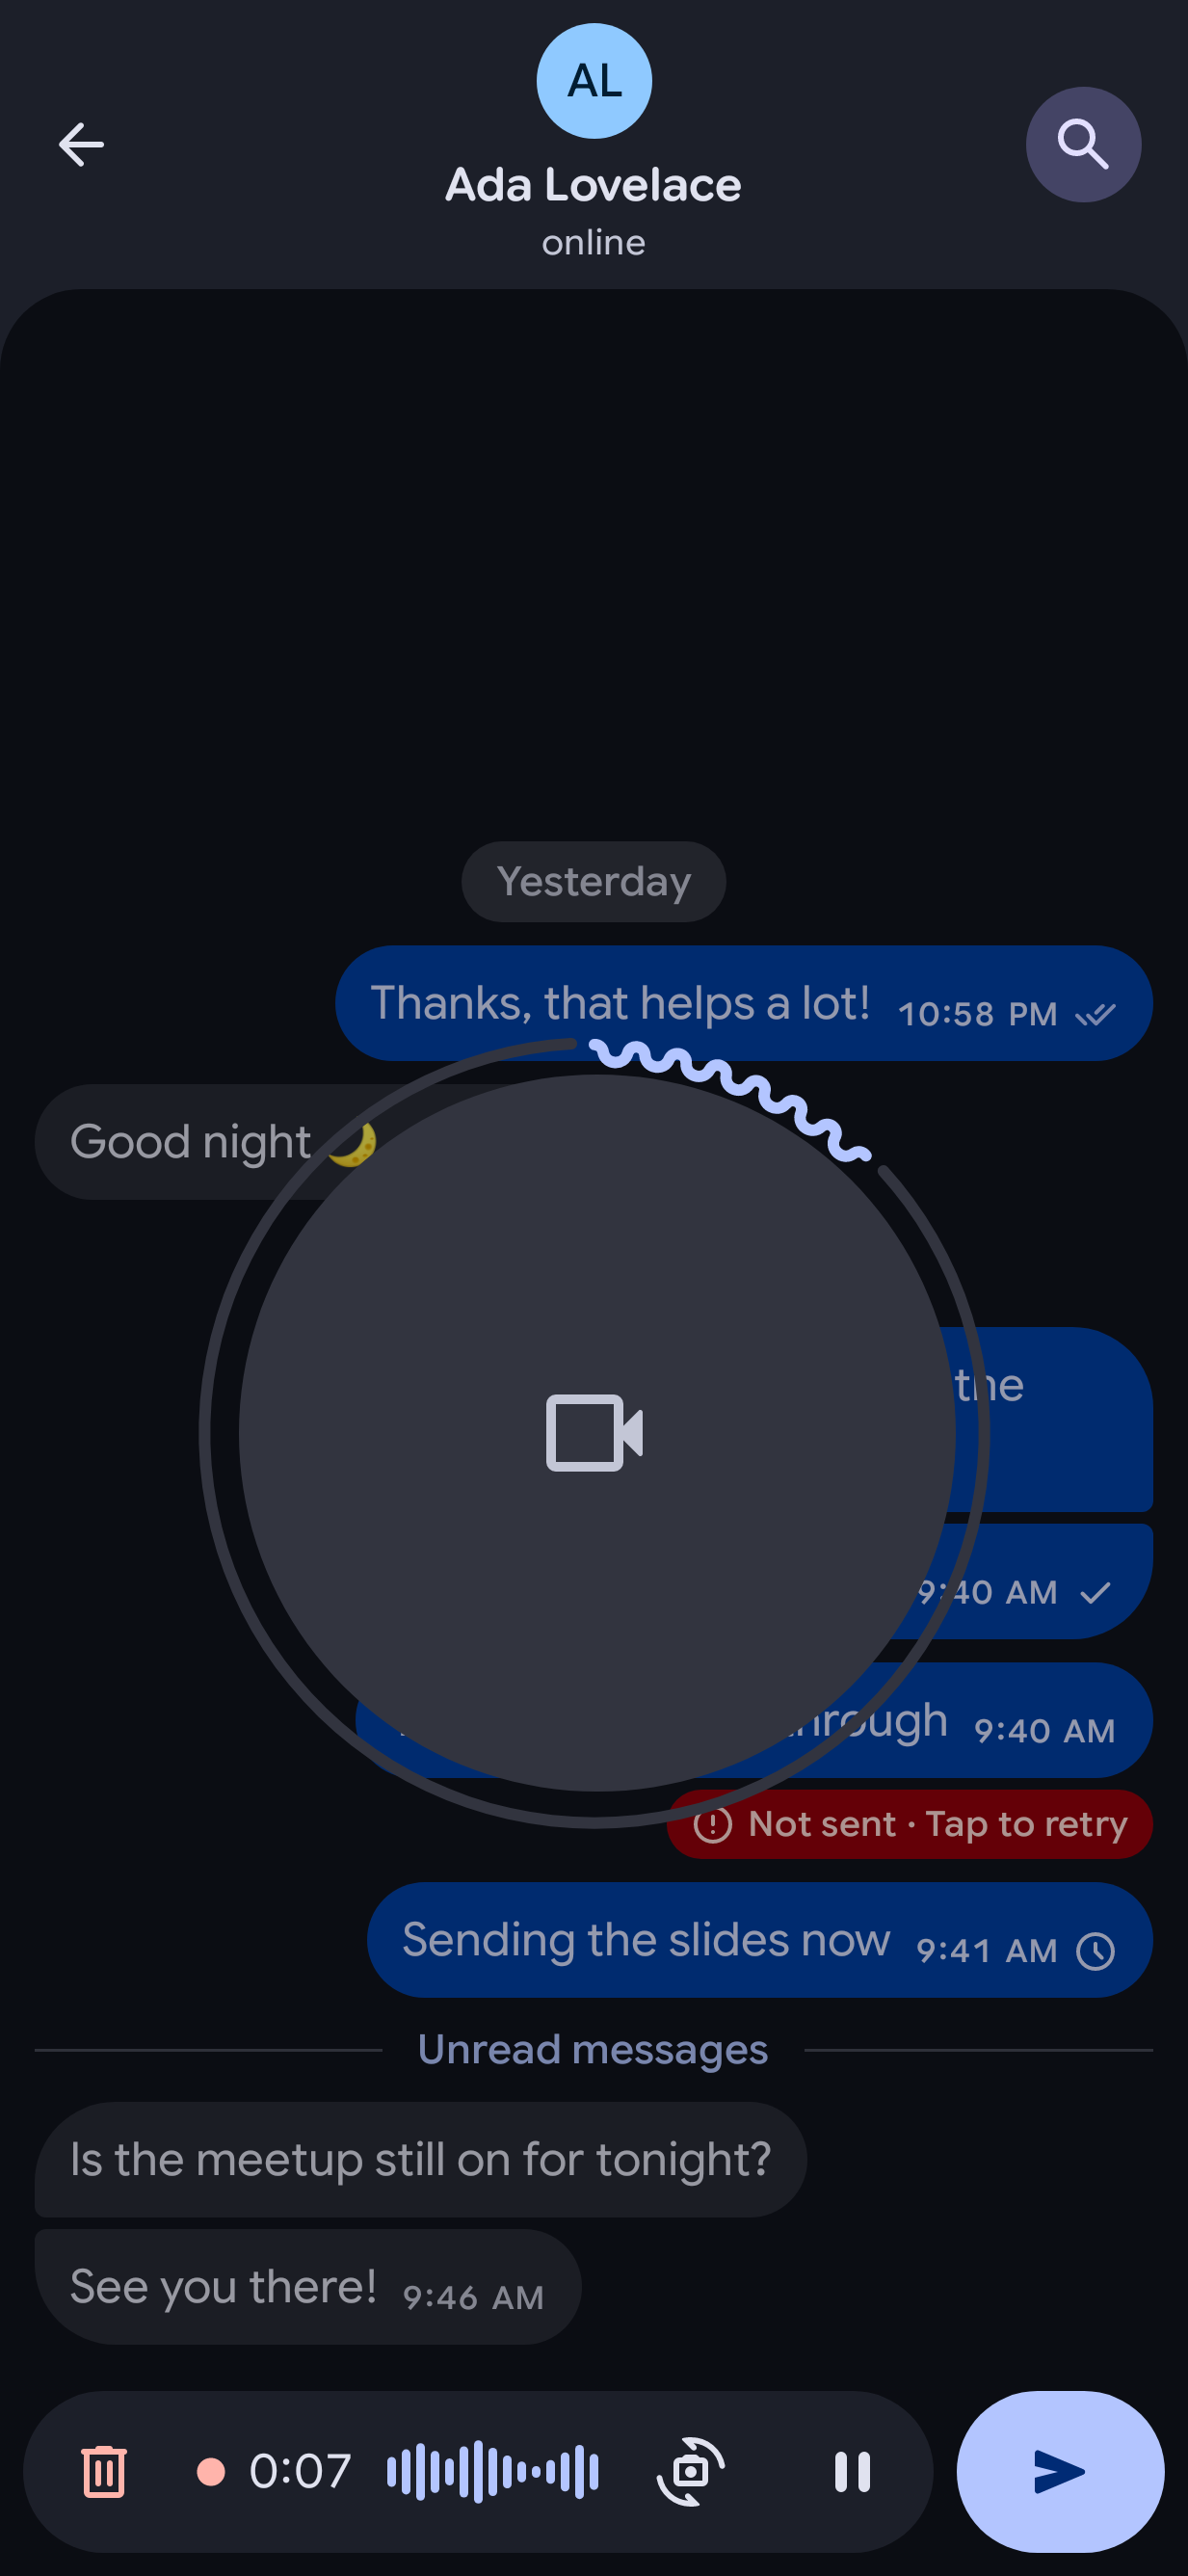 AL
Ada Lovelace
online
Yesterday
Thanks, that helps a lot! 10:58 PM
Good night 🌙
the
9:40 AM
9:40 AM
Not sent · Tap to retry
Sending the slides now 9:41 AM
Unread messages
Is the meetup still on for tonight?
See you there! 9:46 AM
0:07